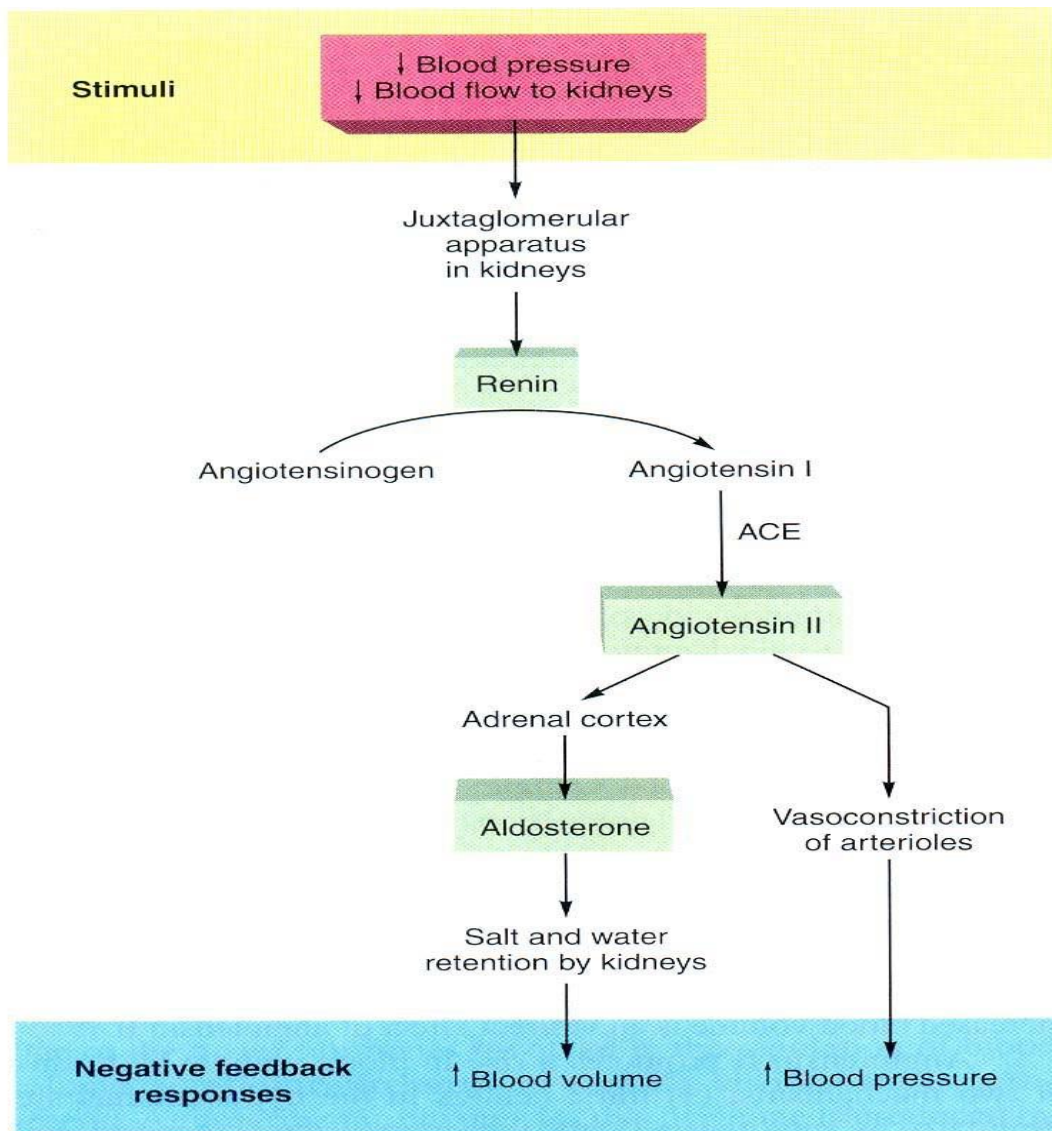 Stimuli
↓ Blood pressure
↓ Blood flow to kidneys
Juxtaglomerular
apparatus
in kidneys
Renin
Angiotensinogen
Angiotensin I
ACE
Angiotensin II
Adrenal cortex
Aldosterone
Vasoconstriction
of arterioles
Salt and water
retention by kidneys
Negative feedback
responses
↑ Blood volume
↑ Blood pressure